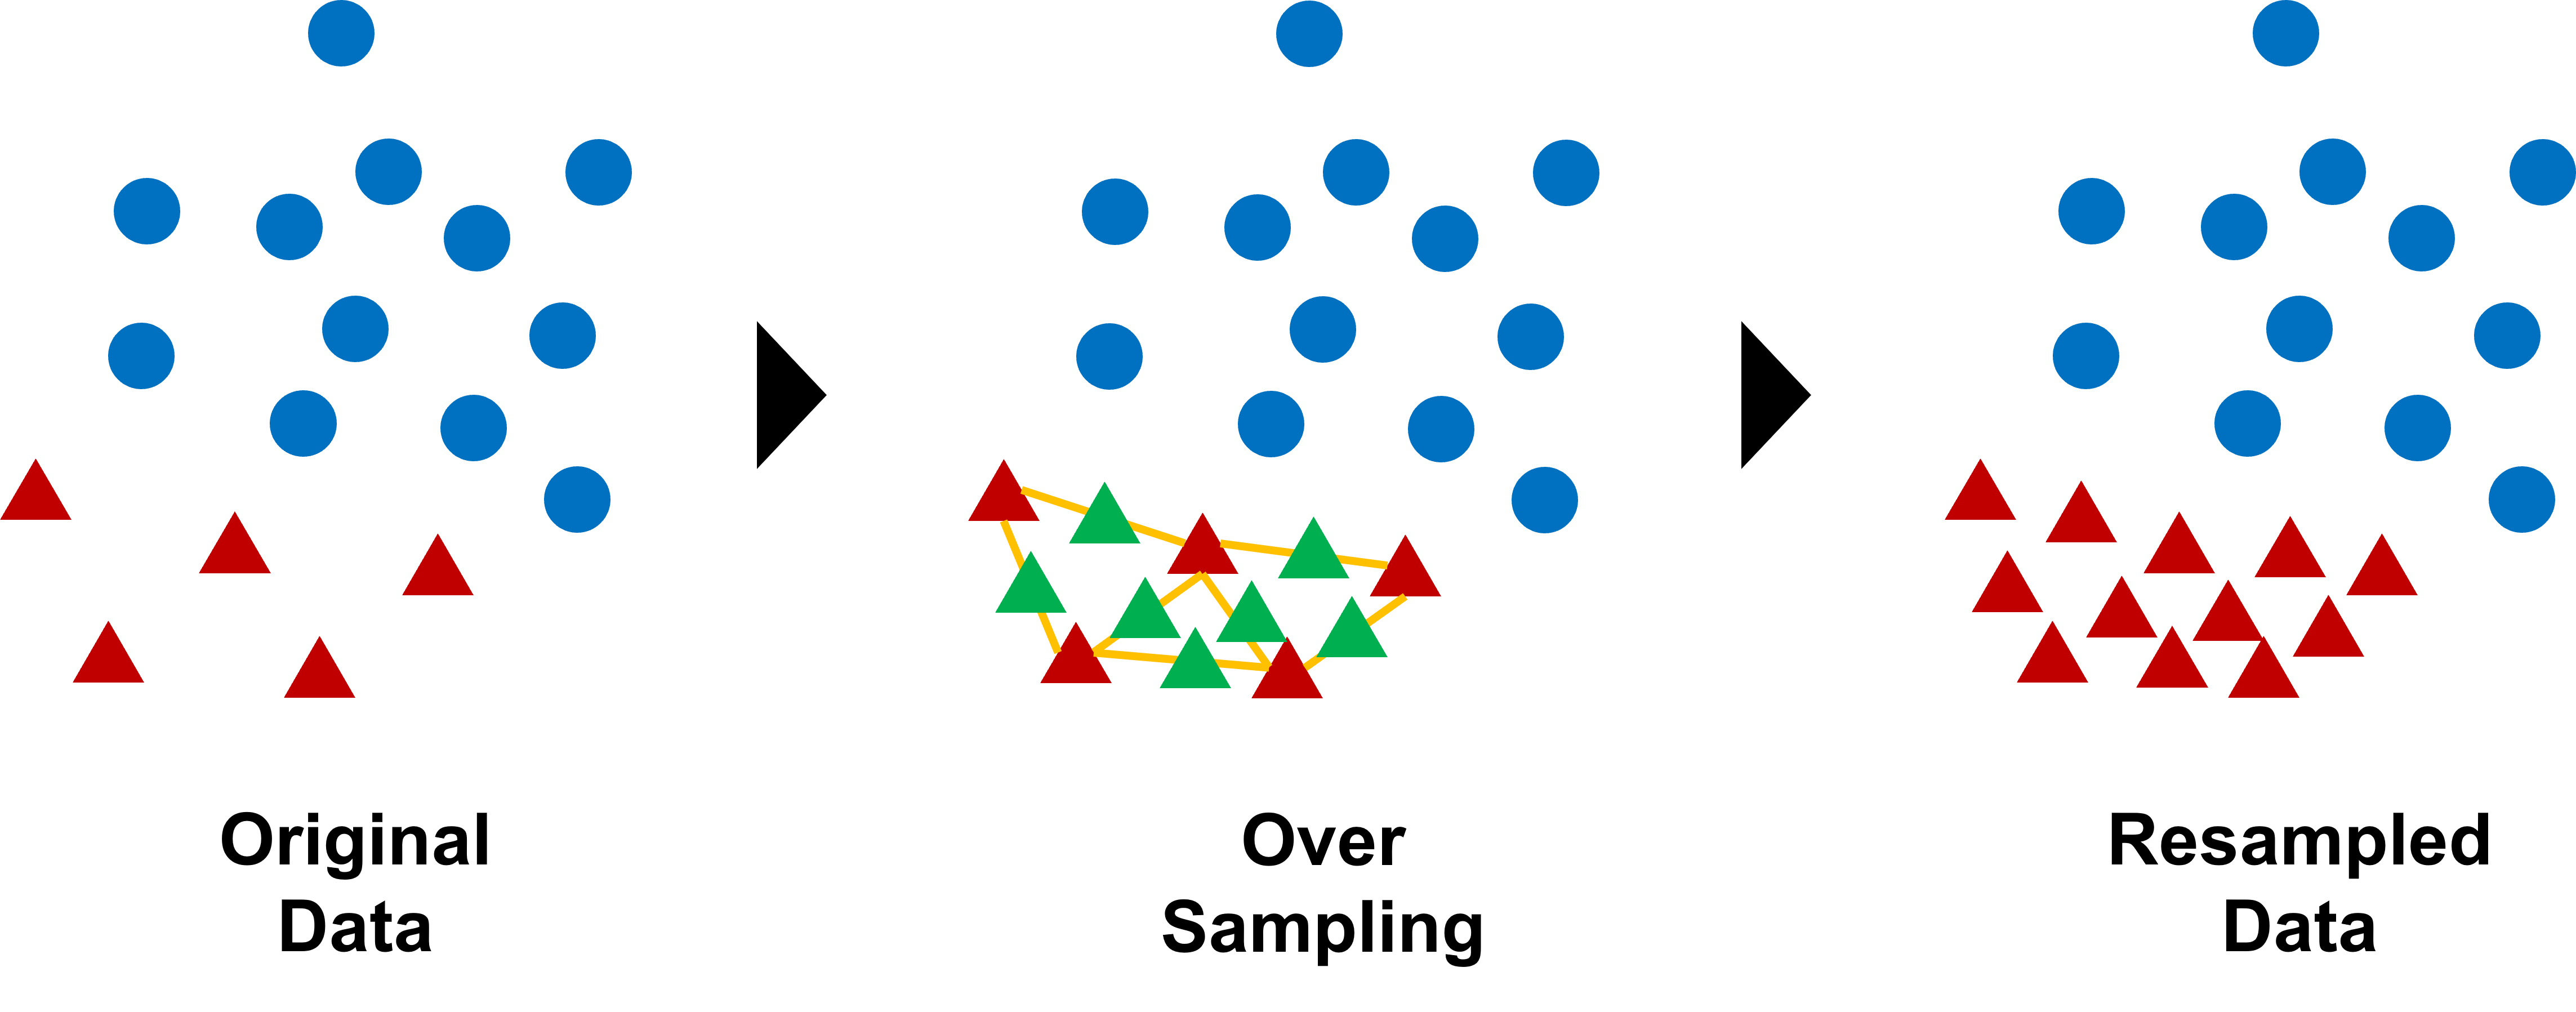 Original
Data
Over
Sampling
Resampled
Data